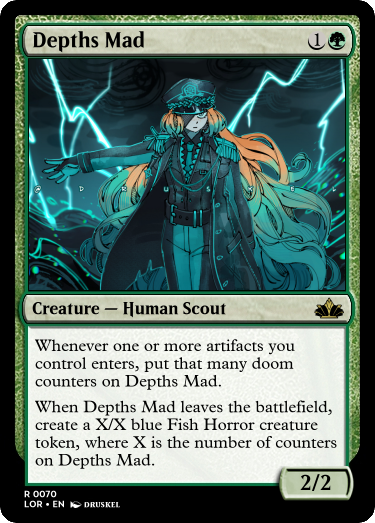 Depths Mad 1
© DRUSKE
Creature — Human Scout
Whenever one or more artifacts you
control enters, put that many doom
counters on Depths Mad.
When Depths Mad leaves the battlefield,
create a X/X blue Fish Horror creature
token, where X is the number of counters
on Depths Mad.
2/2
R 0070
LOR • EN DRUSKEL